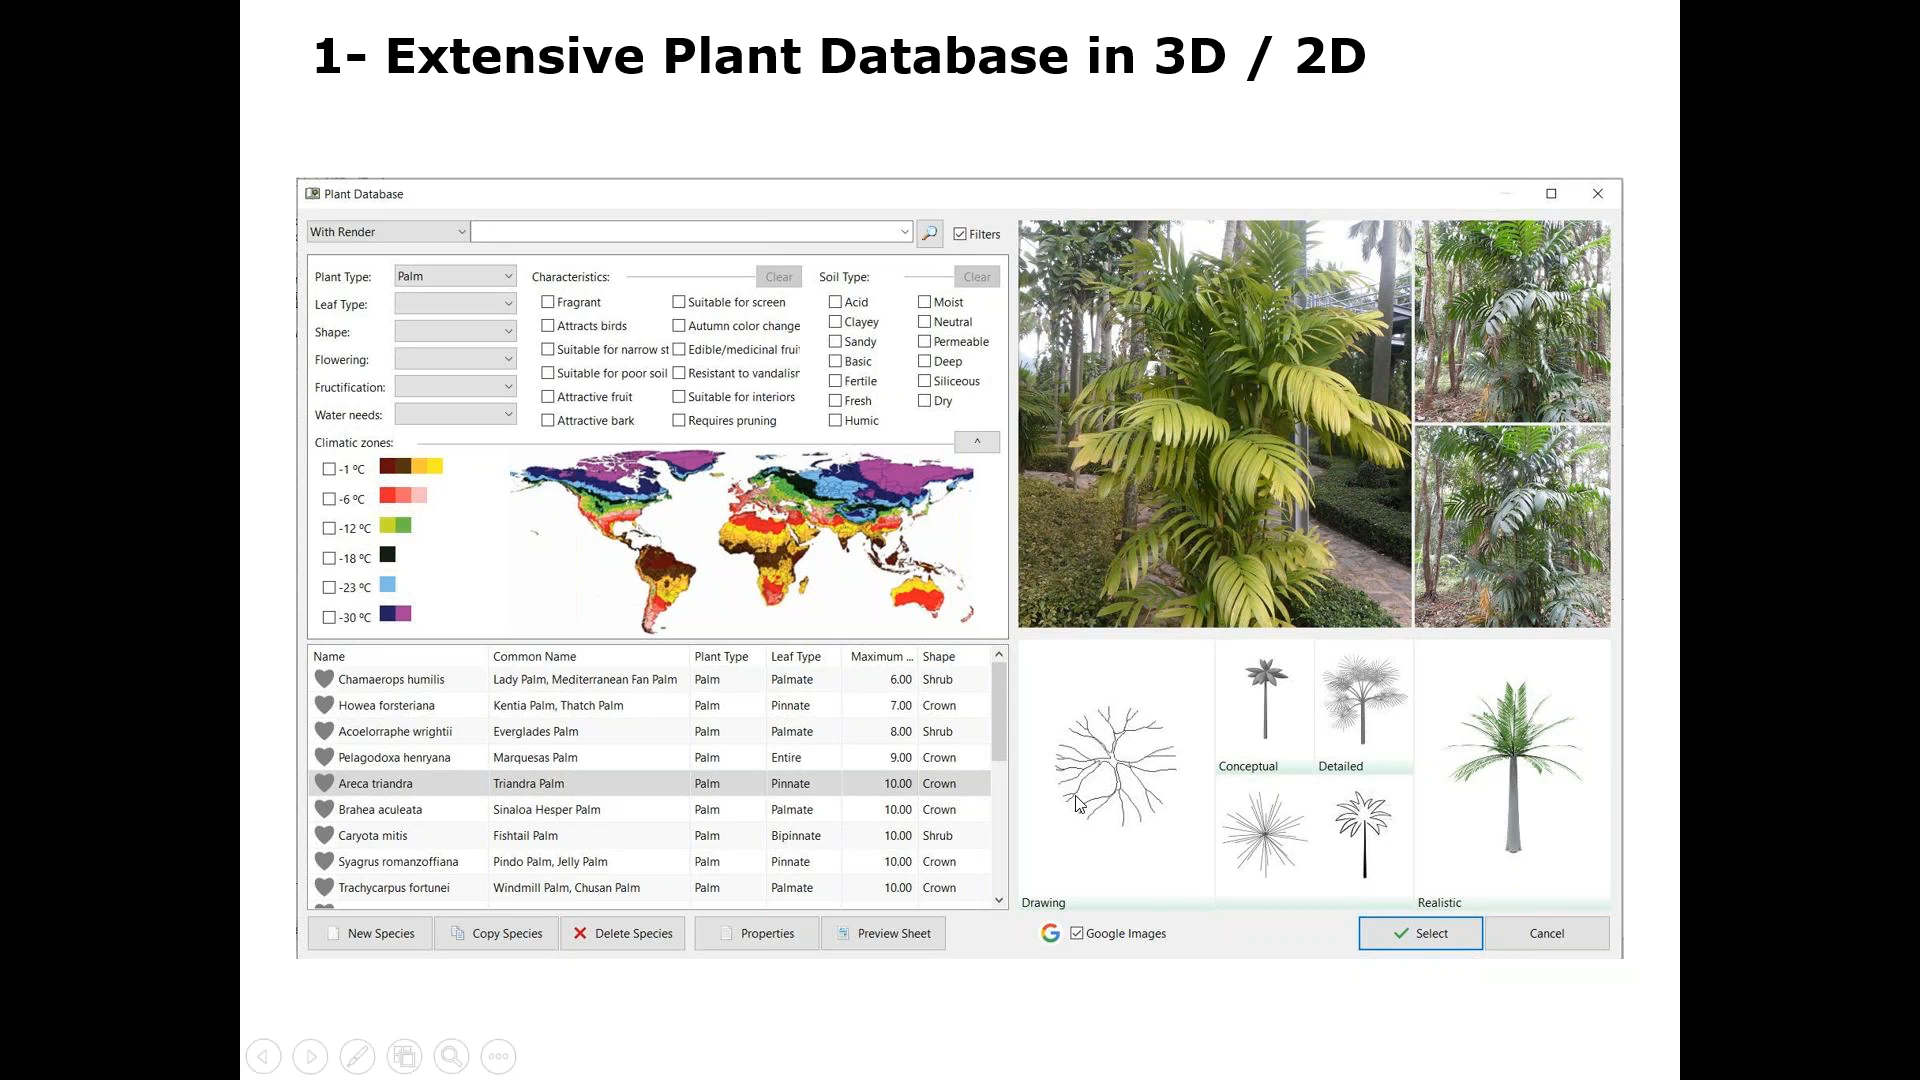 1- Extensive Plant Database in 3D / 2D
Plant Database
With Render
Filters
Plant Type: Palm
Leaf Type:
Shape:
Flowering:
Fructification:
Water needs:
Characteristics: Clear
Fragrant Suitable for screen
Attracts birds Autumn color change
Suitable for narrow st Edible/medicinal frui
Suitable for poor soil Resistant to vandalisr
Attractive fruit Suitable for interiors
Attractive bark Requires pruning
Soil Type: Clear
Acid Moist
Clayey Neutral
Sandy Permeable
Basic Deep
Fertile Siliceous
Fresh Dry
Humic
Climatic zones:
-1 ºC
-6 ºC
-12 ºC
-18 ºC
-23 ºC
-30 ºC
Name Common Name Plant Type Leaf Type Maximum ... Shape
Chamaerops humilis Lady Palm, Mediterranean Fan Palm Palm Palmate 6.00 Shrub
Howea forsteriana Kentia Palm, Thatch Palm Palm Pinnate 7.00 Crown
Acoelorraphe wrightii Everglades Palm Palm Palmate 8.00 Shrub
Pelagodoxa henryana Marquesas Palm Palm Entire 9.00 Crown
Areca triandra Triandra Palm Palm Pinnate 10.00 Crown
Brahea aculeata Sinaloa Hesper Palm Palm Palmate 10.00 Crown
Caryota mitis Fishtail Palm Palm Bipinnate 10.00 Shrub
Syagrus romanzoffiana Pindo Palm, Jelly Palm Palm Pinnate 10.00 Crown
Trachycarpus fortunei Windmill Palm, Chusan Palm Palm Palmate 10.00 Crown
Conceptual Detailed
Drawing Realistic
New Species Copy Species Delete Species Properties Preview Sheet
Google Images
Select Cancel